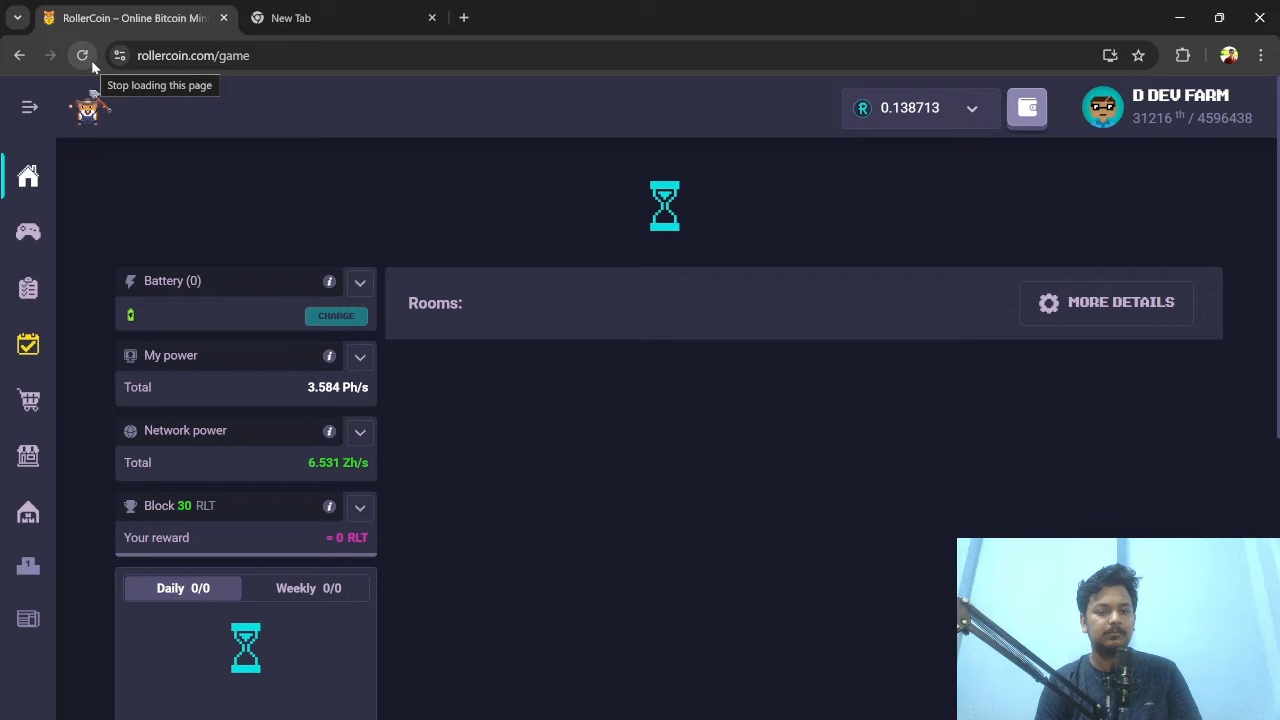 RollerCoin – Online Bitcoin Min
New Tab
rollercoin.com/game
Stop loading this page
0.138713
D DEV FARM
31216 th / 4596438
Battery (0)
CHARGE
Rooms:
MORE DETAILS
My power
Total 3.584 Ph/s
Network power
Total 6.531 Zh/s
Block 30 RLT
Your reward = 0 RLT
Daily 0/0 Weekly 0/0